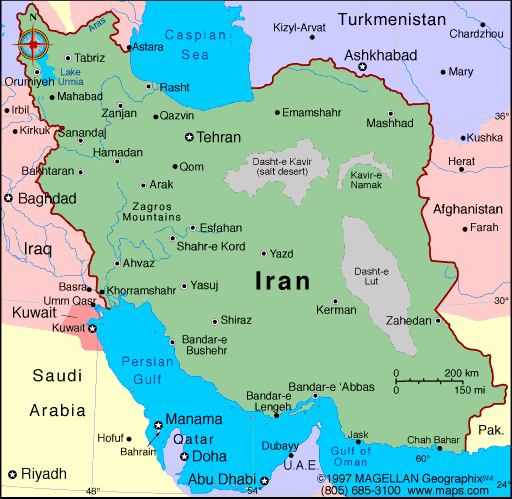 N
Aras
Caspian
Sea
Turkmenistan
Kizyl-Arvat
Chardzhou
Astara
Tabriz
Ashkhabad
Lake
Urmia
Orumiyeh
Mary
Rasht
Mahabad
Irbil
Zanjan
Qazvin
Emamshahr
Mashhad
36°
Kirkuk
Sanandaj
Tehran
Kushka
Hamadan
Dasht-e Kavir
(salt desert)
Herat
Bakhtaran
Qom
Kavir-e
Namak
Arak
Baghdad
Zagros
Mountains
Afghanistan
Esfahan
Farah
Iraq
Shahr-e Kord
Yazd
Ahvaz
Dasht-e
Lut
Iran
Basra
Khorramshahr
Yasuj
Umm Qasr
Kerman
30°
Kuwait
Kuwait
Shiraz
Zahedan
Bandar-e
Bushehr
Persian
Gulf
Saudi
Arabia
0
200 km
0
150 mi
Bandar-e 'Abbas
Bandar-e
Lengeh
Manama
Pak.
Qatar
Hofuf
Bahrain
Dubayy
Jask
Chah Bahar
Doha
Gulf of
Oman
60°
U.A.E.
Riyadh
Abu Dhabi
48°
54°
24°
©1997 MAGELLAN Geographix℠
(805) 685-3100 www.maps.com